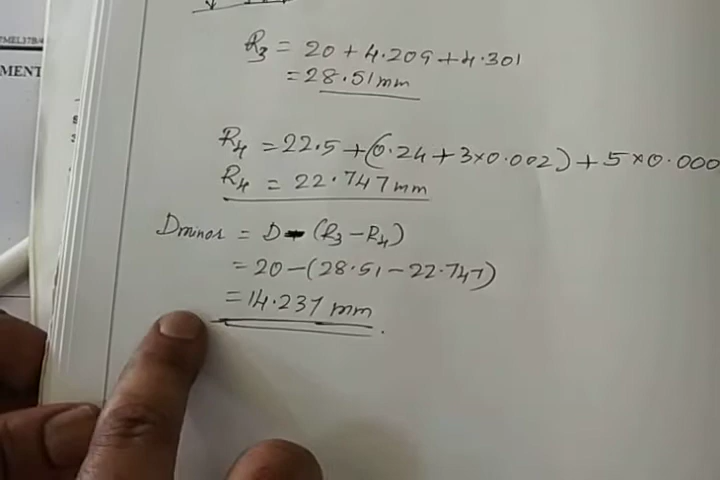 MENT
R3 = 20 + 4.209 + 4.301
= 28.51 mm
R4 = 22.5 + (0.24 + 3×0.002) + 5×0.000
R4 = 22.747 mm
Dminor = D - (R3 - R4)
= 20 - (28.51 - 22.747)
= 14.237 mm.